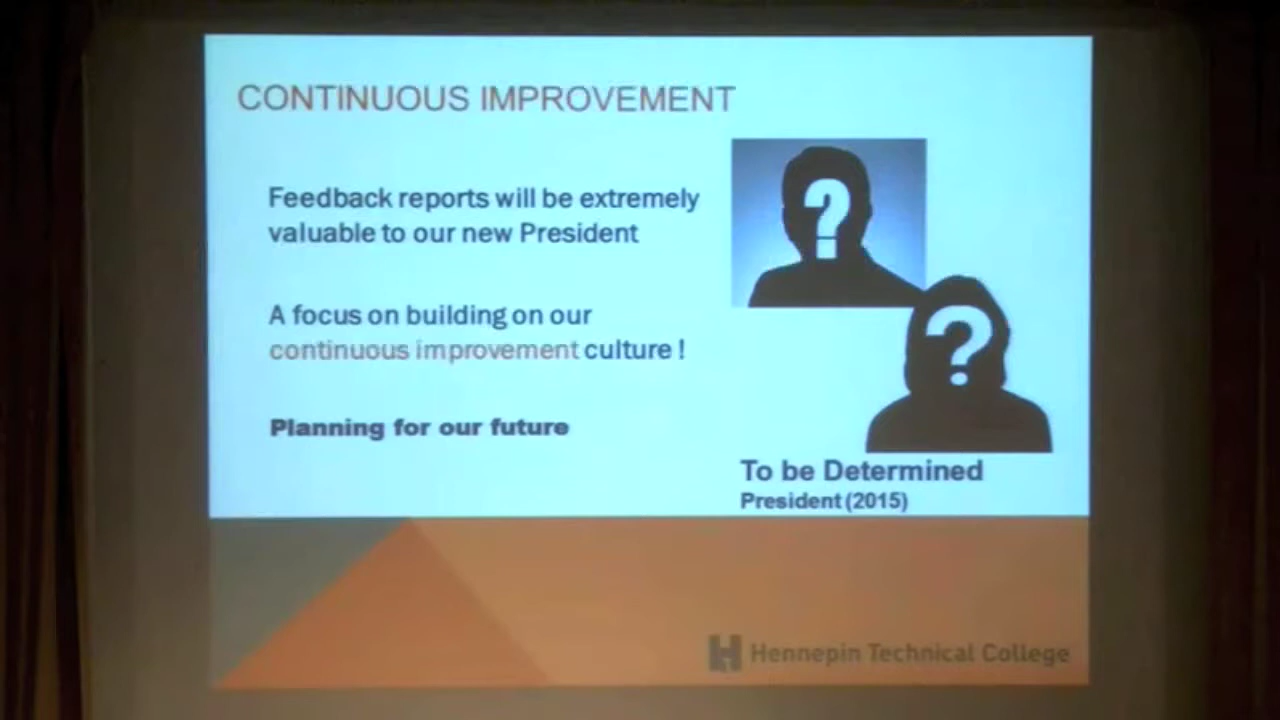 CONTINUOUS IMPROVEMENT
Feedback reports will be extremely
valuable to our new President
A focus on building on our
continuous improvement culture !
Planning for our future
?
?
To be Determined
President (2015)
Hennepin Technical College